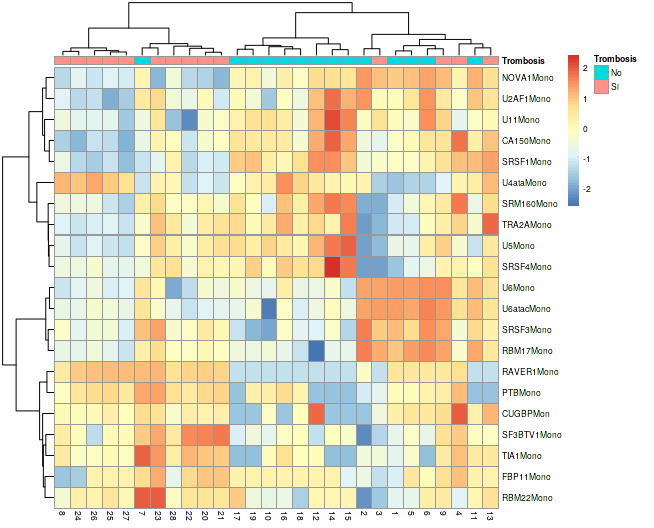 Trombosis
NOVA1Mono
U2AF1Mono
U11Mono
CA150Mono
SRSF1Mono
U4ataMono
SRM160Mono
TRA2AMono
U5Mono
SRSF4Mono
U6Mono
U6atacMono
SRSF3Mono
RBM17Mono
RAVER1Mono
PTBMono
CUGBPMon
SF3BTV1Mono
TIA1Mono
FBP11Mono
RBM22Mono
8 24 26 25 27 7 23 28 22 20 21 17 19 10 16 18 12 14 15 2 3 1 5 6 9 4 11 13
2
0
-1
-2
Trombosis
No
SI